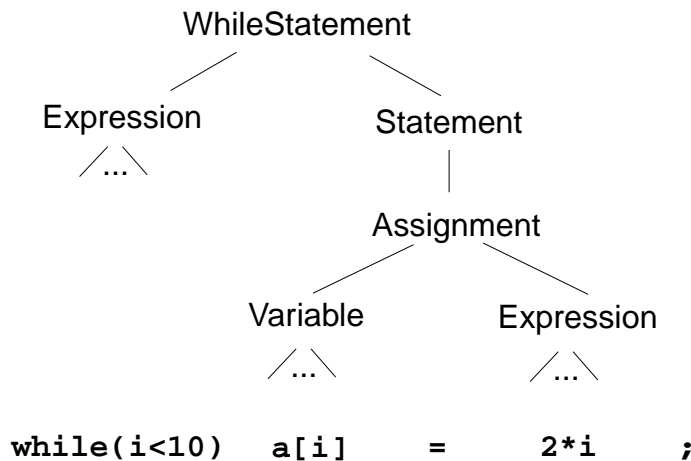 WhileStatement
Expression Statement
...
Assignment
Variable Expression
... ...
while(i<10) a[i] = 2*i ;